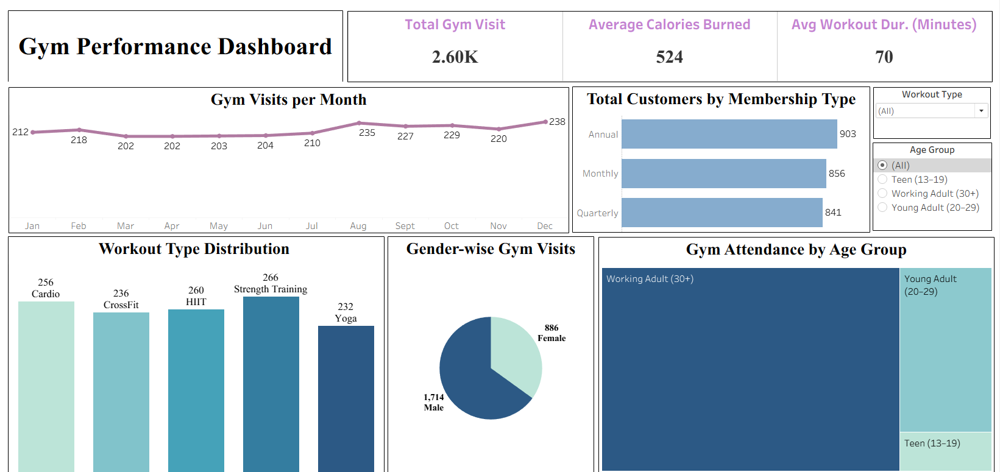 Gym Performance Dashboard
Total Gym Visit
2.60K
Average Calories Burned
524
Avg Workout Dur. (Minutes)
70
Gym Visits per Month
212
218
202
202
203
204
210
235
227
229
220
238
Jan
Feb
Mar
Apr
May
Jun
Jul
Aug
Sept
Oct
Nov
Dec
Total Customers by Membership Type
Annual
903
Monthly
856
Quarterly
841
Workout Type
(All)
Age Group
(All)
Teen (13–19)
Working Adult (30+)
Young Adult (20–29)
Workout Type Distribution
256
Cardio
236
CrossFit
260
HIIT
266
Strength Training
232
Yoga
Gender-wise Gym Visits
886
Female
1,714
Male
Gym Attendance by Age Group
Working Adult (30+)
Young Adult
(20–29)
Teen (13–19)